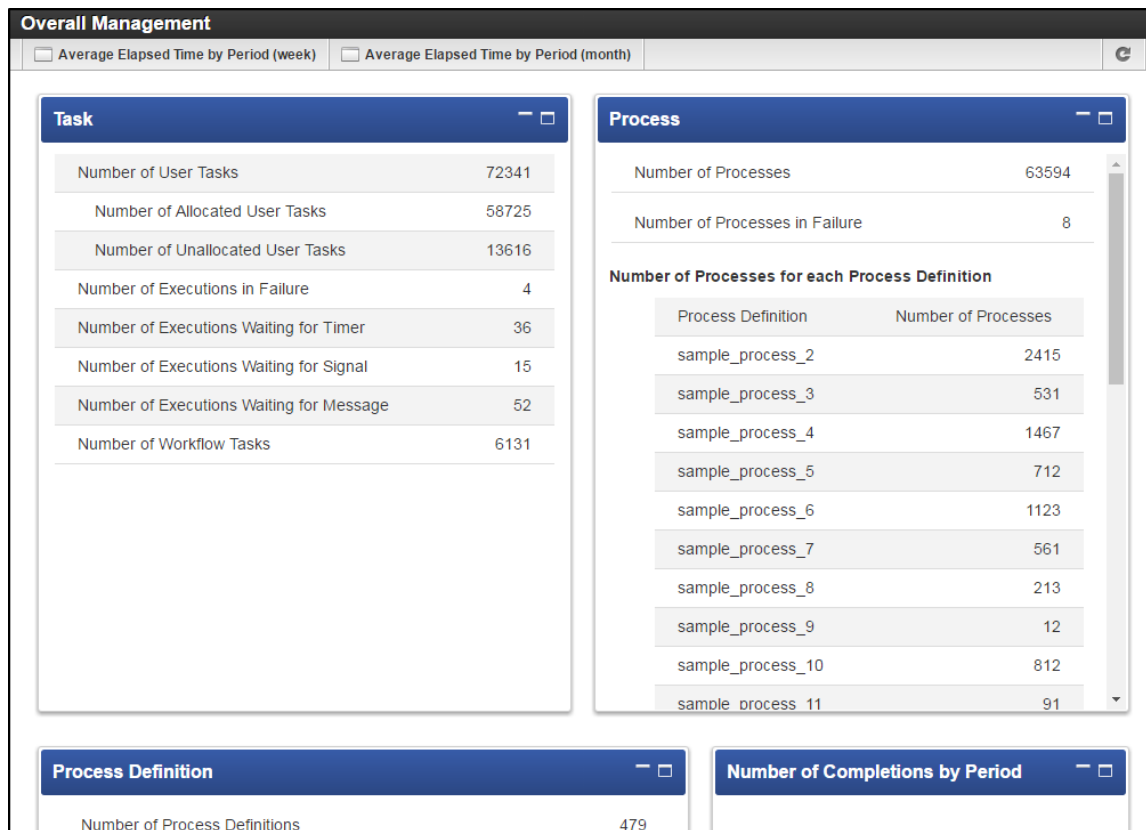 Overall Management
Average Elapsed Time by Period (week) Average Elapsed Time by Period (month)
Task
Number of User Tasks 72341
Number of Allocated User Tasks 58725
Number of Unallocated User Tasks 13616
Number of Executions in Failure 4
Number of Executions Waiting for Timer 36
Number of Executions Waiting for Signal 15
Number of Executions Waiting for Message 52
Number of Workflow Tasks 6131
Process
Number of Processes 63594
Number of Processes in Failure 8
Number of Processes for each Process Definition
Process Definition Number of Processes
sample_process_2 2415
sample_process_3 531
sample_process_4 1467
sample_process_5 712
sample_process_6 1123
sample_process_7 561
sample_process_8 213
sample_process_9 12
sample_process_10 812
sample_process_11 91
Process Definition
Number of Process Definitions 479
Number of Completions by Period